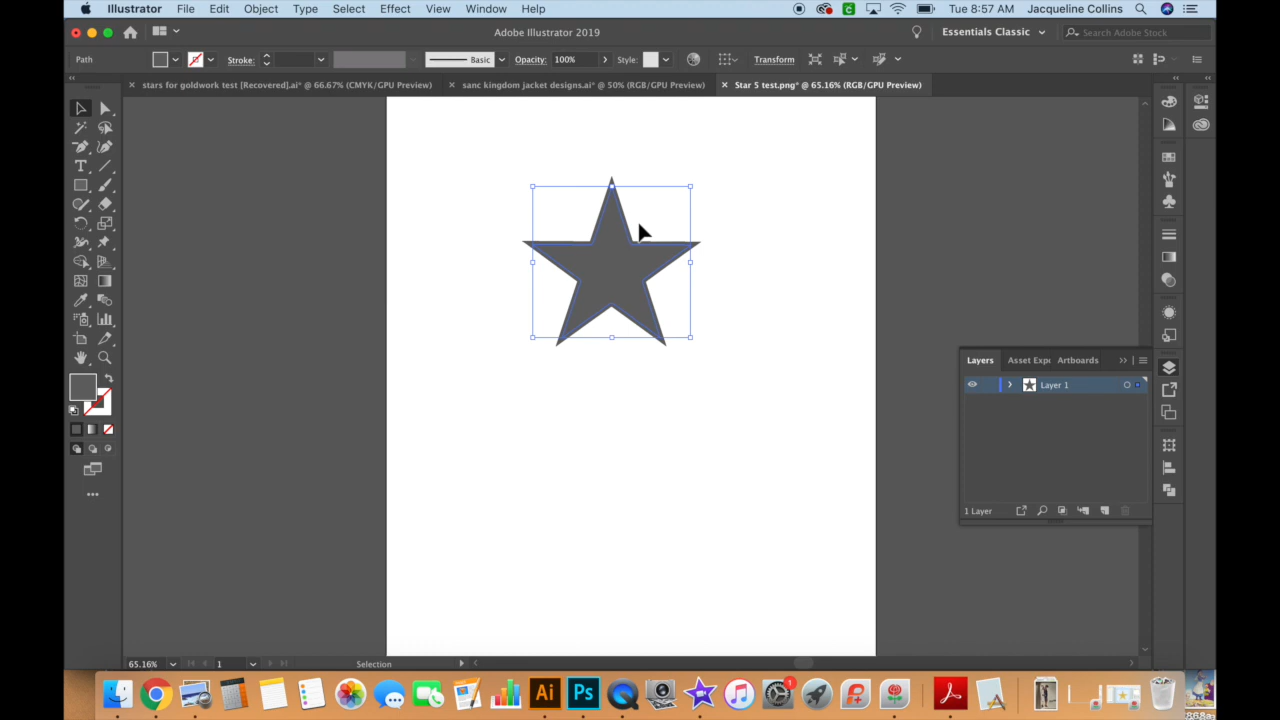 Illustrator File Edit Object Type Select Effect View Window Help Tue 8:57 AM Jacqueline Collins
Adobe Illustrator 2019 Essentials Classic Search Adobe Stock
Path Stroke: Basic Opacity: 100% Style: Transform
stars for goldwork test [Recovered].ai* @ 66.67% (CMYK/GPU Preview) sanc kingdom jacket designs.ai* @ 50% (RGB/GPU Preview) Star 5 test.png* @ 65.16% (RGB/GPU Preview)
T
Layers Asset Expo Artboards
Layer 1
1 Layer
65.16% 1 Selection
1
Ai Ps